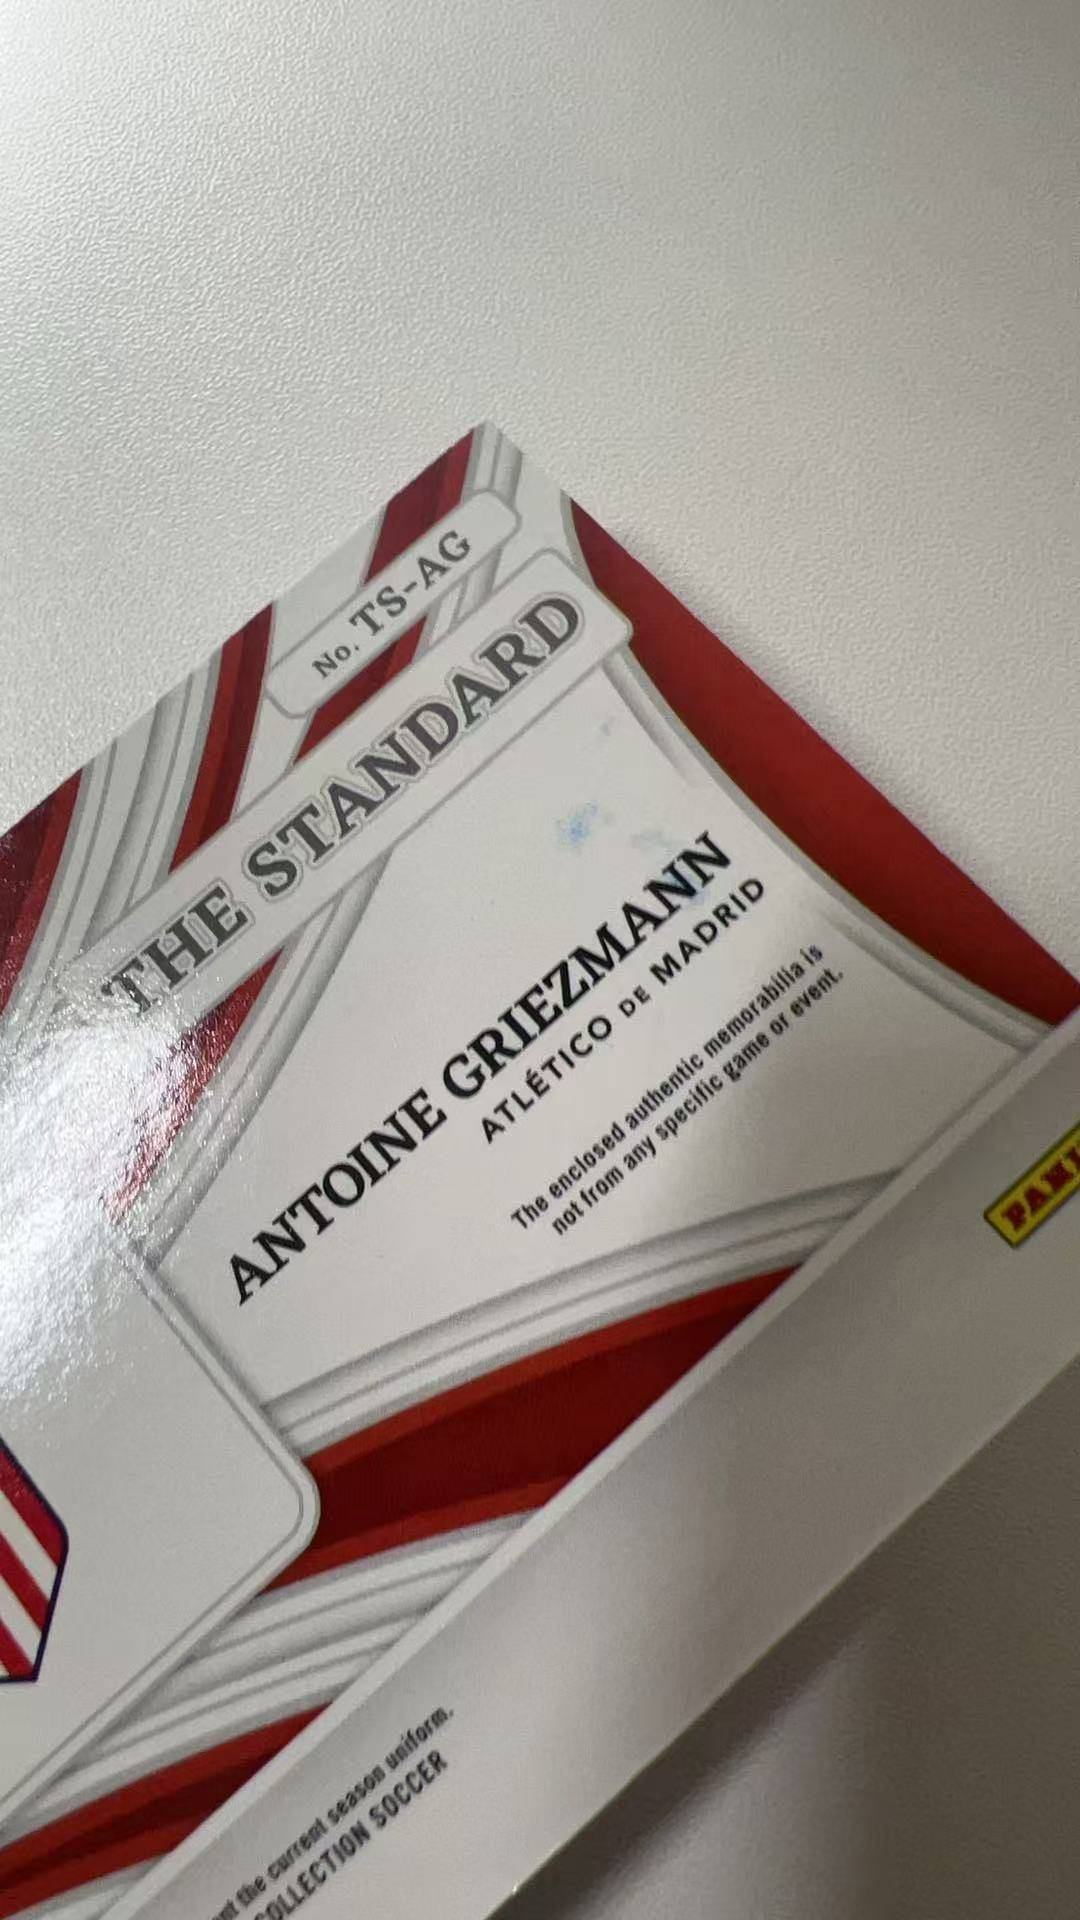 No. TS-AG
THE STANDARD
ANTOINE GRIEZMANN
ATLÉTICO DE MADRID
The enclosed authentic memorabilia is
not from any specific game or event.
PANI
the current season uniform.
COLLECTION SOCCER